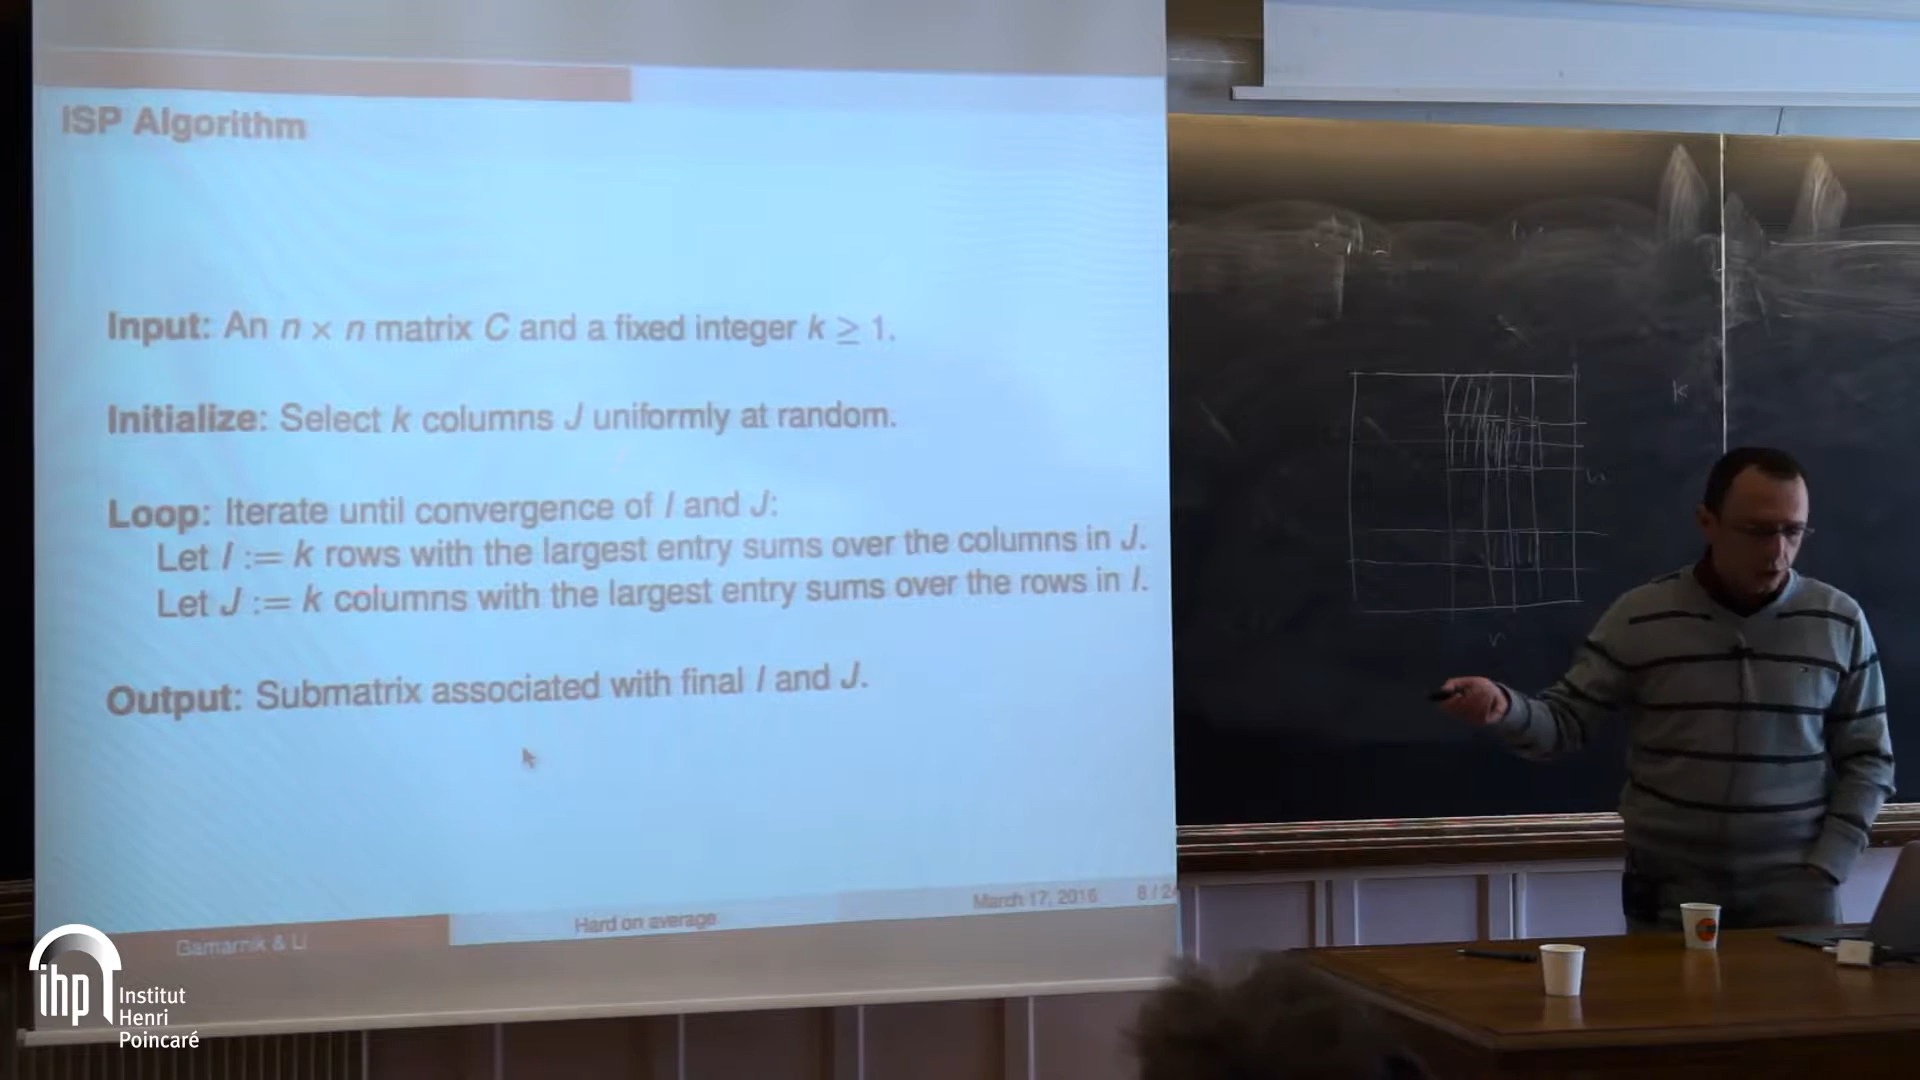 ISP Algorithm
Input: An n × n matrix C and a fixed integer k ≥ 1.
Initialize: Select k columns J uniformly at random.
Loop: Iterate until convergence of I and J:
Let I := k rows with the largest entry sums over the columns in J.
Let J := k columns with the largest entry sums over the rows in I.
Output: Submatrix associated with final I and J.
Gamarnik & Li
Hard on average
March 17, 2016
8 / 24
k
n
n
ihp
Institut
Henri
Poincaré